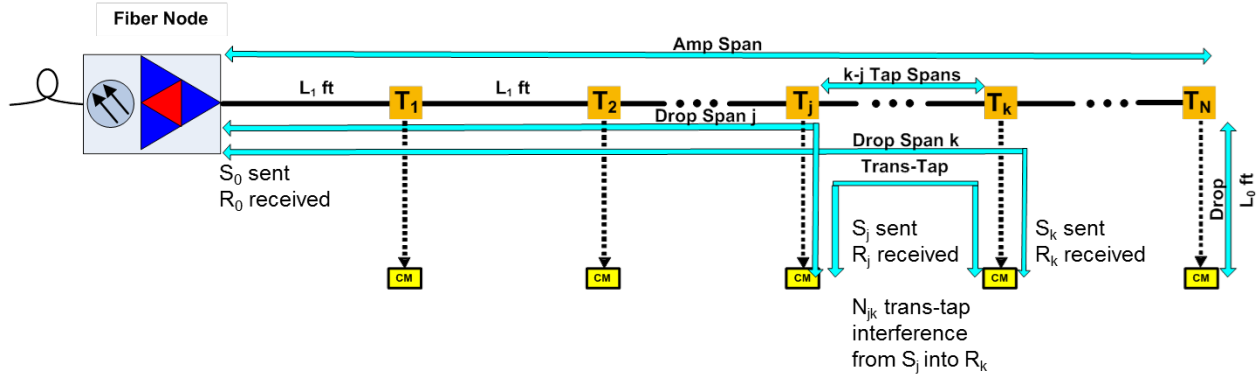 Fiber Node
Amp Span
k-j Tap Spans
L₁ ft
L₁ ft
T₁
T₂
Tⱼ
Tₖ
T_N
Drop Span j
Drop Span k
Trans-Tap
S₀ sent
R₀ received
Sⱼ sent
Rⱼ received
Sₖ sent
Rₖ received
Drop
L₀ ft
CM
CM
CM
CM
CM
Nⱼₖ trans-tap
interference
from Sⱼ into Rₖ